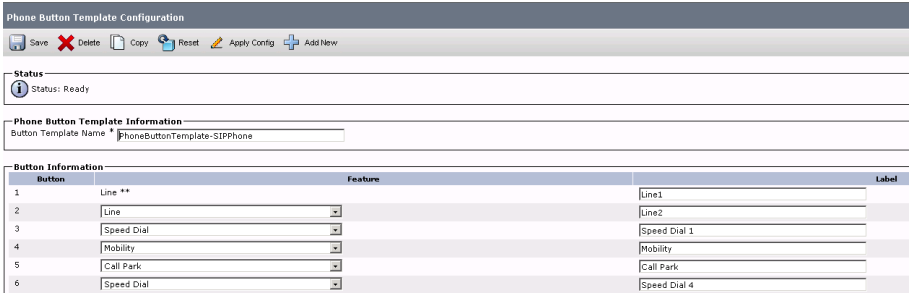 Phone Button Template Configuration
Save Delete Copy Reset Apply Config Add New
Status
Status: Ready
Phone Button Template Information
Button Template Name * PhoneButtonTemplate-SIPPhone
Button Information
Button Feature Label
1 Line ** Line1
2 Line Line2
3 Speed Dial Speed Dial 1
4 Mobility Mobility
5 Call Park Call Park
6 Speed Dial Speed Dial 4